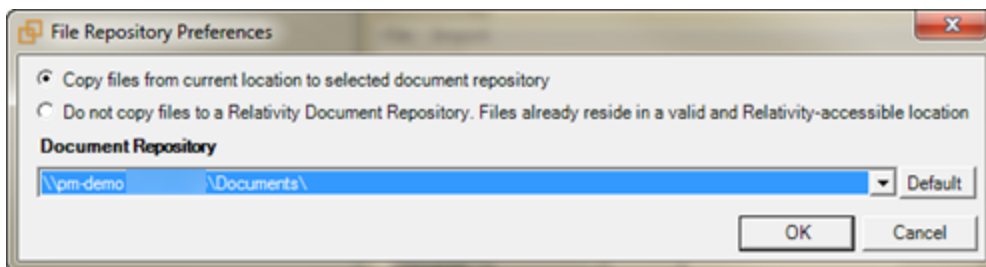 File Repository Preferences
Copy files from current location to selected document repository
Do not copy files to a Relativity Document Repository. Files already reside in a valid and Relativity-accessible location
Document Repository
\\pm-demo \Documents\
Default
OK
Cancel